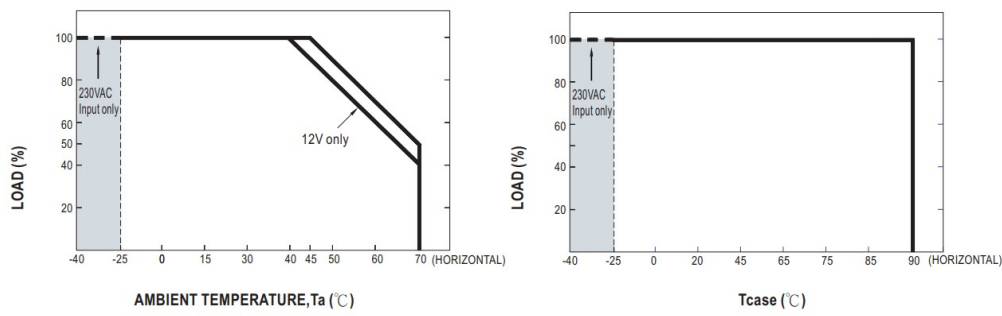 LOAD (%)
100
80
60
50
40
20
230VAC
Input only
12V only
-40 -25 0 15 30 40 45 50 60 70 (HORIZONTAL)
AMBIENT TEMPERATURE,Ta (℃)
LOAD (%)
100
80
60
40
20
230VAC
Input only
-40 -25 0 20 45 65 75 85 90 (HORIZONTAL)
Tcase (℃)